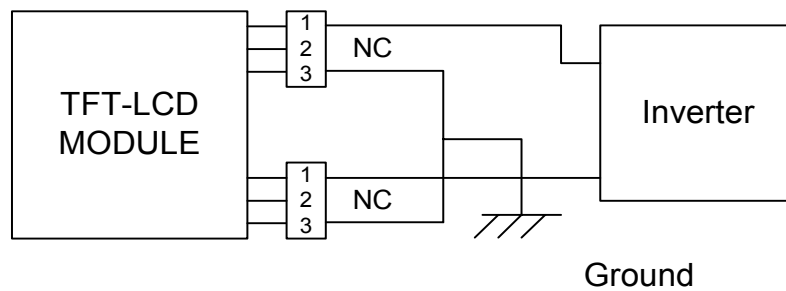 TFT-LCD
MODULE
1
2
3
NC
1
2
3
NC
Inverter
Ground